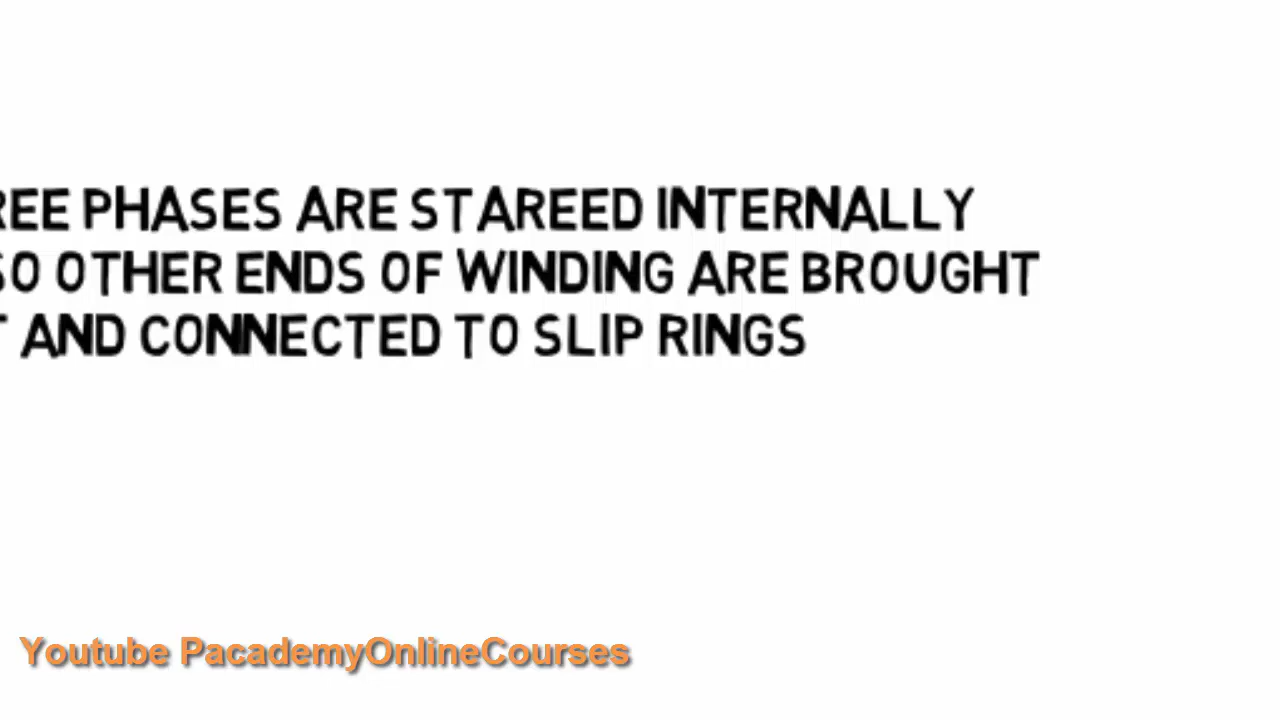 REE PHASES ARE STAREED INTERNALLY
SO OTHER ENDS OF WINDING ARE BROUGHT
T AND CONNECTED TO SLIP RINGS
Youtube PacademyOnlineCourses